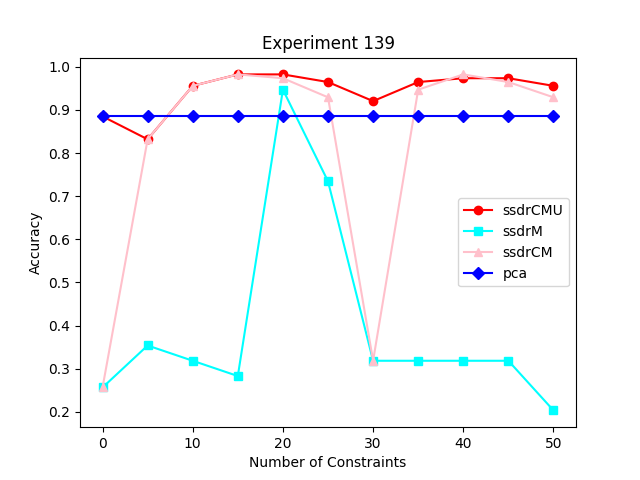 Experiment 139
Accuracy
1.0
0.9
0.8
0.7
0.6
0.5
0.4
0.3
0.2
ssdrCMU
ssdrM
ssdrCM
pca
0 10 20 30 40 50
Number of Constraints